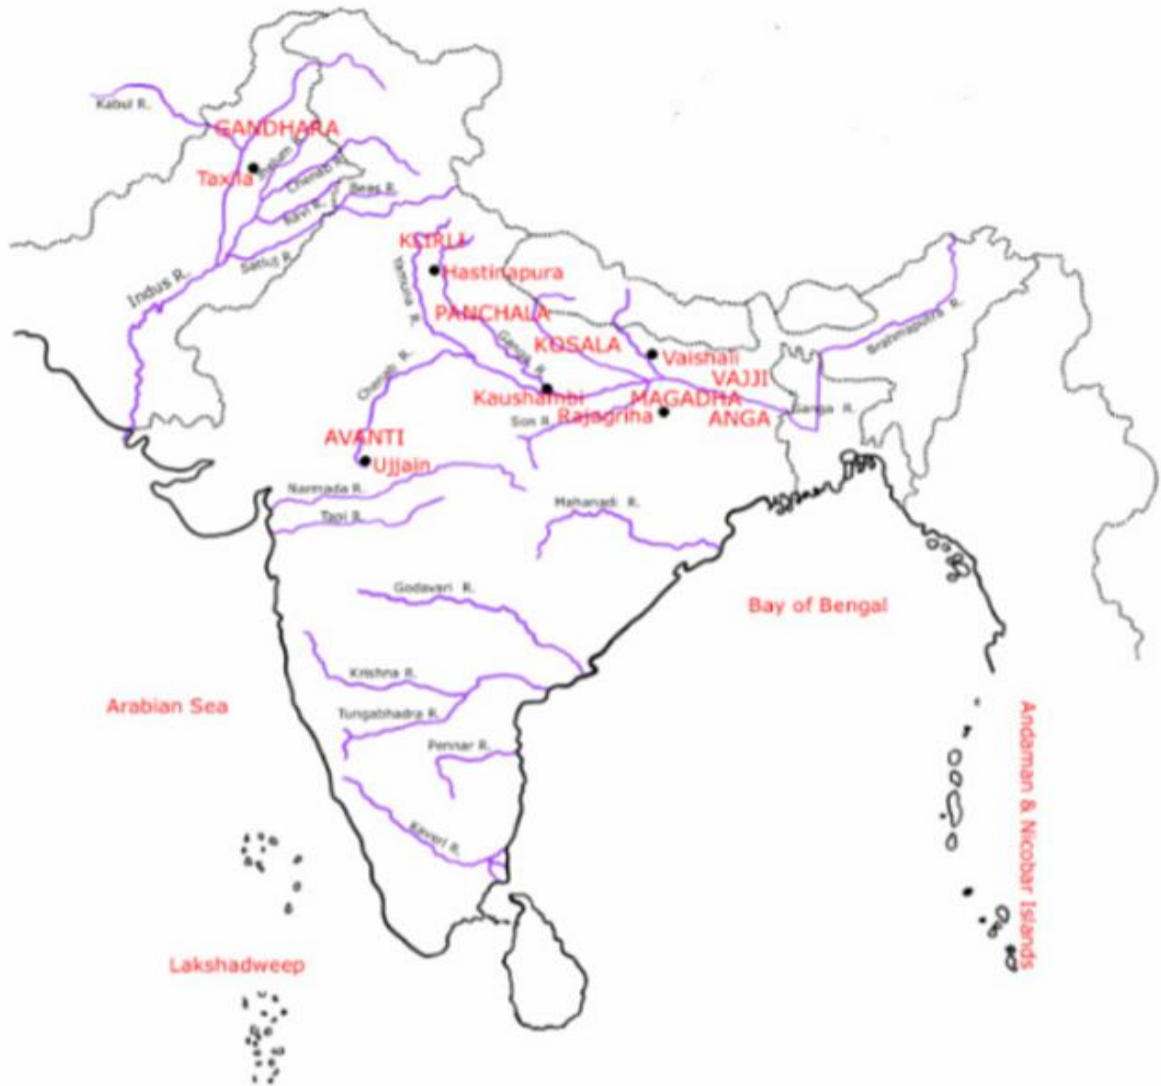 Kabul R.
GANDHARA
Taxila
Jhelum R.
Chenab R.
Beas R.
Ravi R.
Satluj R.
Indus R.
KURU
Hastinapura
Yamuna R.
PANCHALA
Ganga R.
KOSALA
Brahmaputra R.
Vaishali
VAJJI
Kaushambi
MAGADHA
Rajagriha
ANGA
Ganga R.
Son R.
AVANTI
Ujjain
Narmada R.
Tapi R.
Mahanadi R.
Godavari R.
Bay of Bengal
Krishna R.
Arabian Sea
Tungabhadra R.
Pennar R.
Kaveri R.
Andaman & Nicobar Islands
Lakshadweep